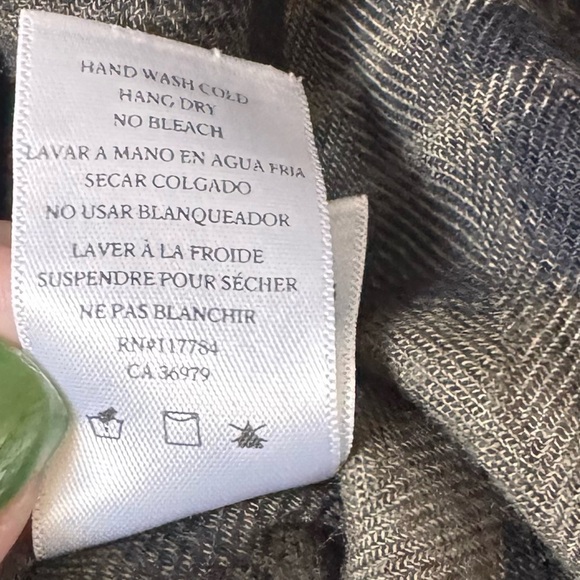 HAND WASH COLD
HANG DRY
NO BLEACH
LAVAR A MANO EN AGUA FRIA
SECAR COLGADO
NO USAR BLANQUEADOR
LAVER À LA FROIDE
SUSPENDRE POUR SÉCHER
NE PAS BLANCHIR
RN#117784
CA 36979